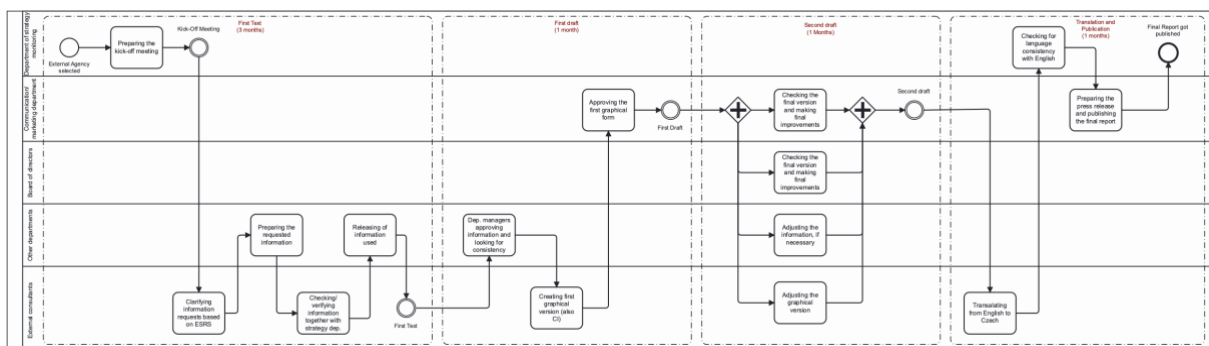 Department of strategy
monitoring
Communication/
marketing department
Board of directors
Other departments
External consultants
First Text
(3 months)
External Agency
selected
Preparing the
kick-off meeting
Kick-Off Meeting
Clarifying
information
requests based
on ESRS
Preparing the
requested
information
Checking/
verifying
information
together with
strategy dep.
Releasing of
information
used
First Text
First draft
(1 month)
Dep. managers
approving
information and
looking for
consistency
Creating first
graphical
version (also
CI)
Approving the
first graphical
form
First Draft
Second draft
(1 Months)
Checking the
final version
and making
final
improvements
Checking the
final version
and making
final
improvements
Adjusting the
information, if
necessary
Adjusting the
graphical
version
Second draft
Translation and
Publication
(1 months)
Transalating
from English to
Czech
Checking for
language
consistency
with English
Preparing the
press release
and publishing
the final report
Final Report got
published